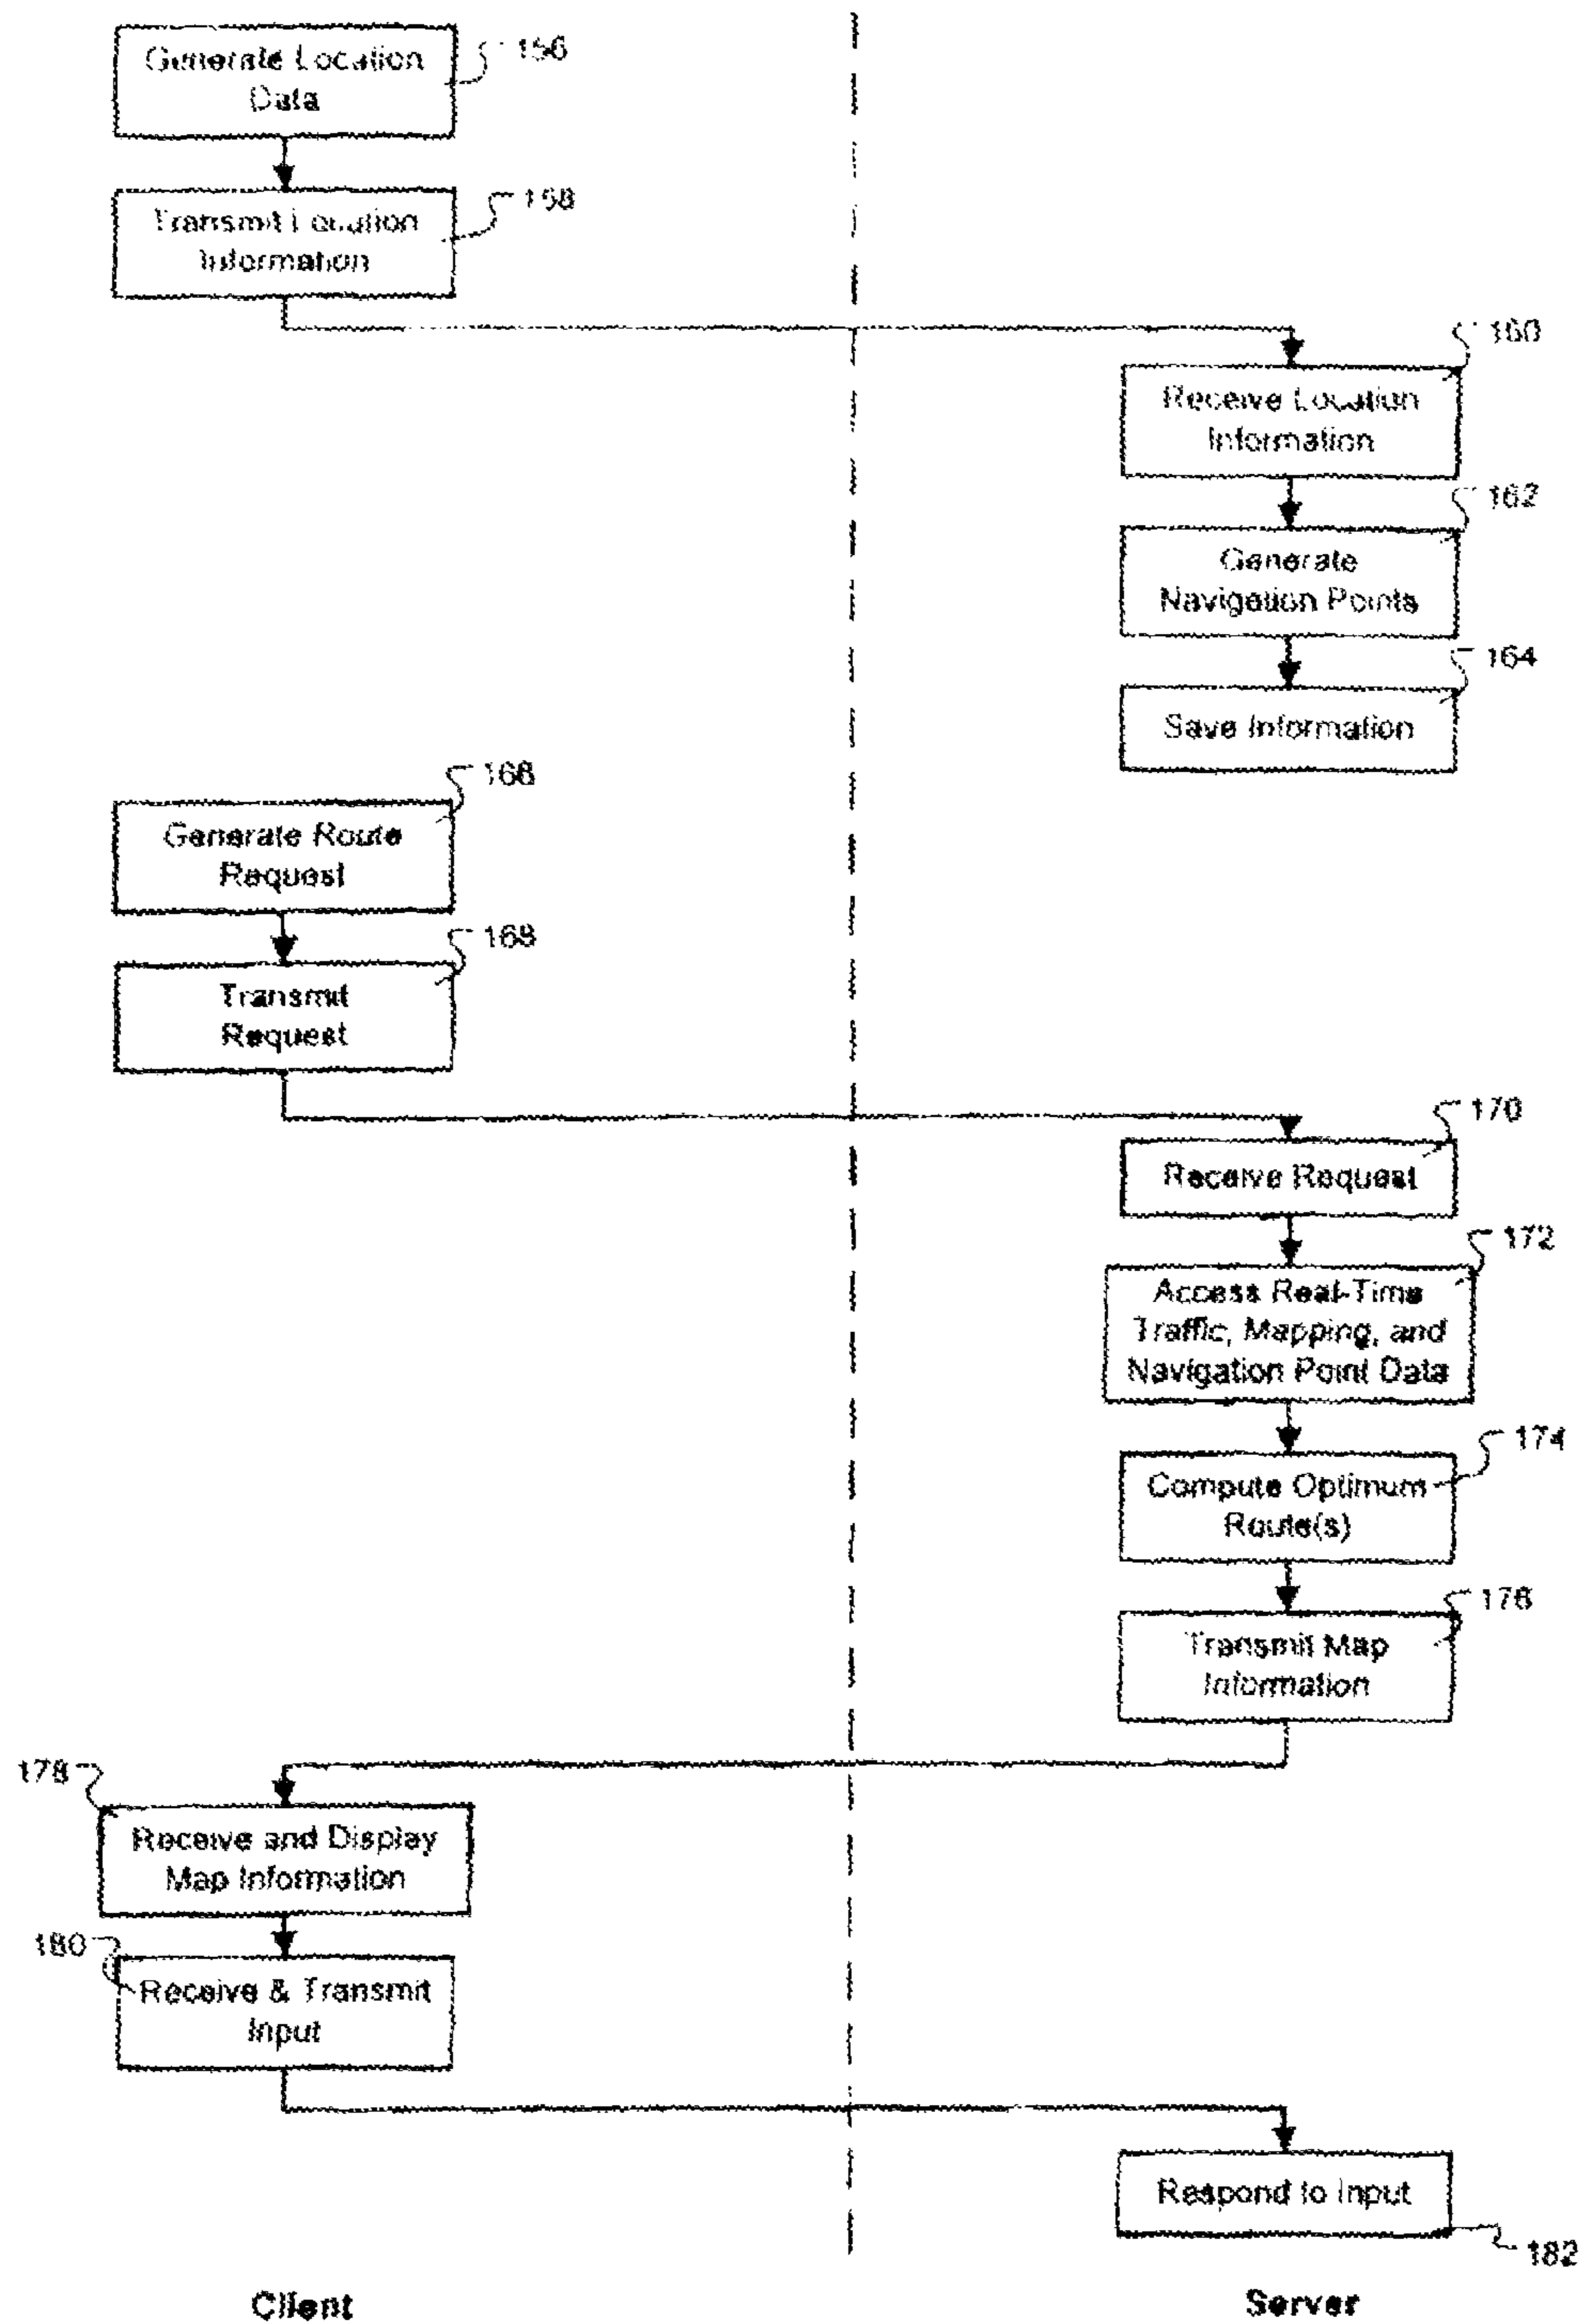 Generate Location
Data
156
Transmit Location
Information
158
160
Receive Location
Information
162
Generate
Navigation Points
164
Save Information
166
Generate Route
Request
168
Transmit
Request
170
Receive Request
172
Access Real-Time
Traffic, Mapping, and
Navigation Point Data
174
Compute Optimum
Route(s)
176
Transmit Map
Information
178
Receive and Display
Map Information
180
Receive & Transmit
Input
Respond to Input
182
Client
Server